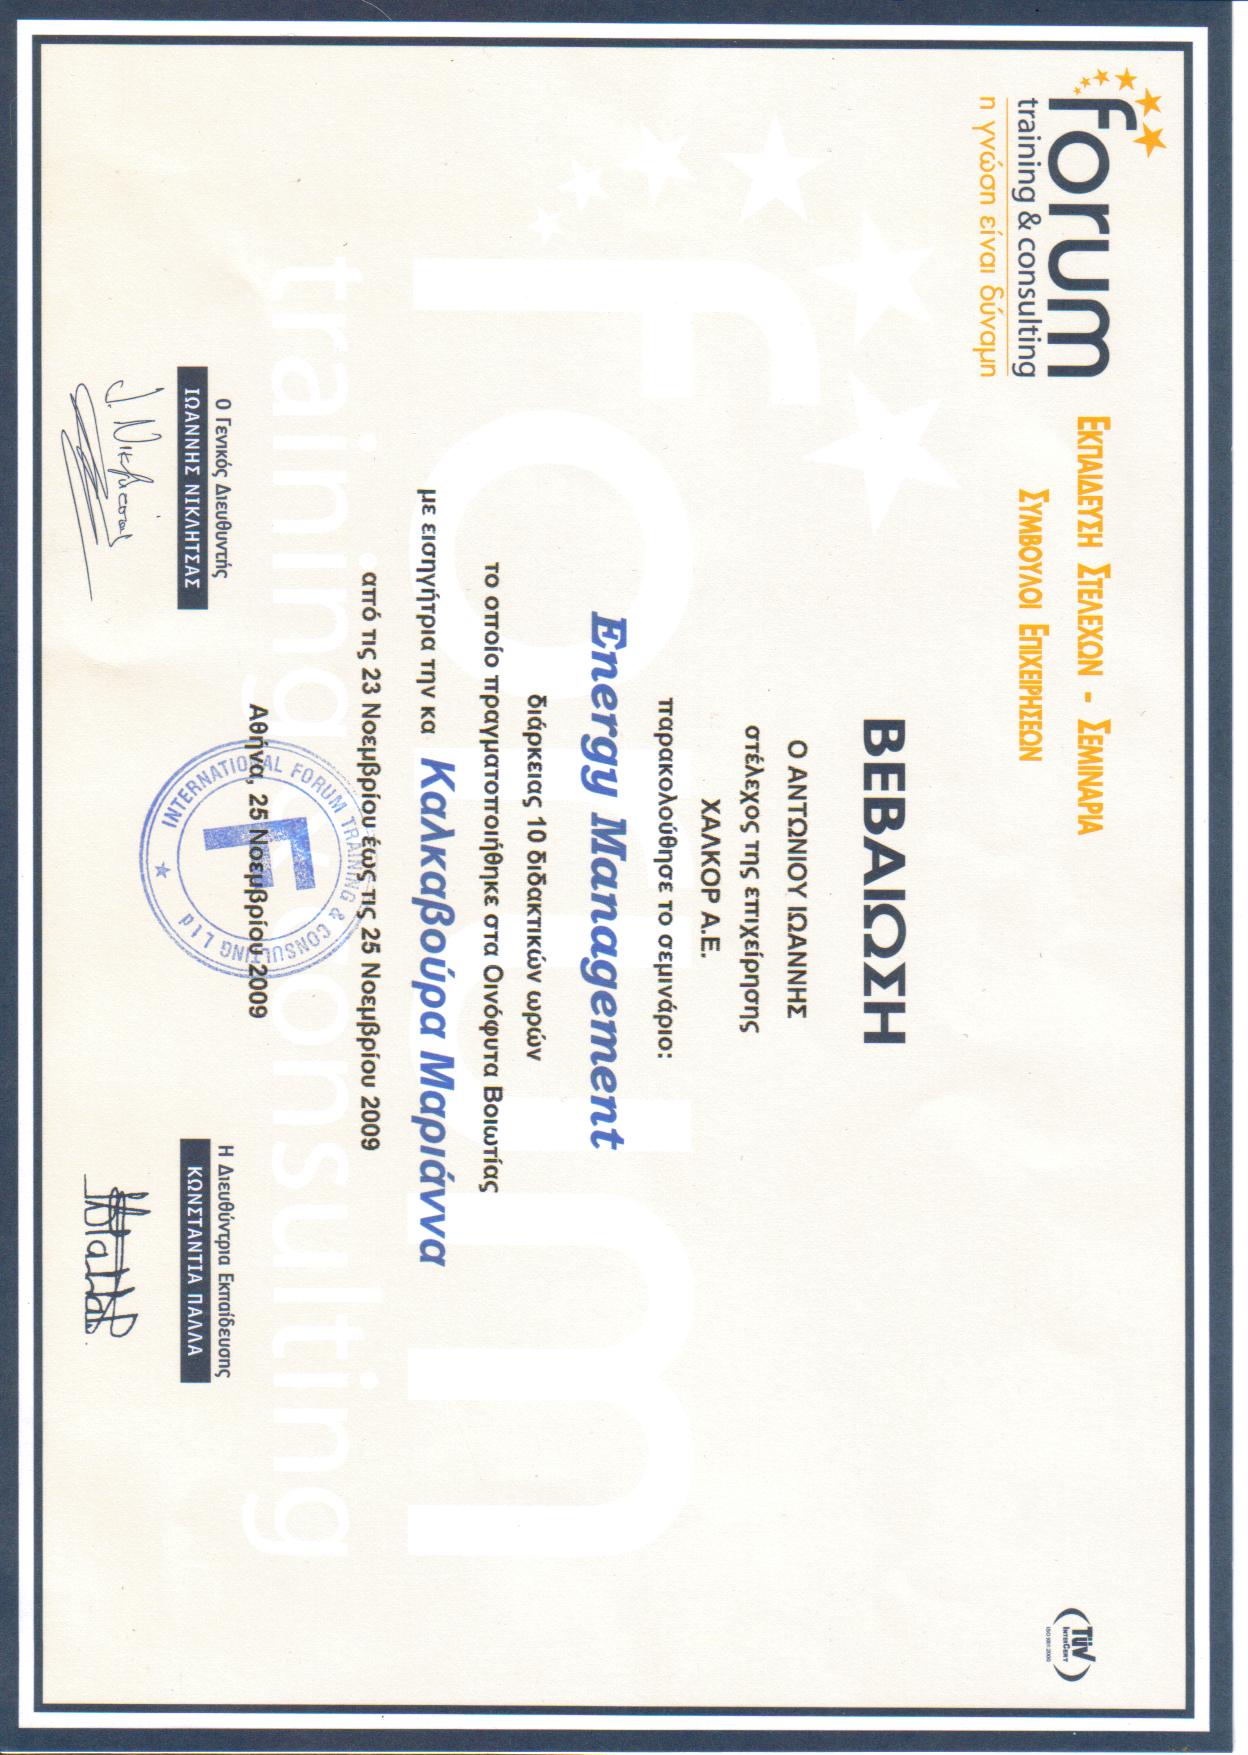 forum
training & consulting
η γνώση είναι δύναμη
ΕΚΠΑΙΔΕΥΣΗ ΣΤΕΛΕΧΩΝ - ΣΕΜΙΝΑΡΙΑ
ΣΥΜΒΟΥΛΟΙ ΕΠΙΧΕΙΡΗΣΕΩΝ
TÜV
INTERCERT
ISO 9001:2000
ΒΕΒΑΙΩΣΗ
Ο ΑΝΤΩΝΙΟΥ ΙΩΑΝΝΗΣ
στέλεχος της επιχείρησης
ΧΑΛΚΟΡ Α.Ε.
παρακολούθησε το σεμινάριο:
Energy Management
διάρκειας 10 διδακτικών ωρών
το οποίο πραγματοποιήθηκε στα Οινόφυτα Βοιωτίας
με εισηγήτρια την κα Καλκαβούρα Μαριάννα
από τις 23 Νοεμβρίου έως τις 25 Νοεμβρίου 2009
forum
training & consulting
INTERNATIONAL FORUM TRAINING & CONSULTING Ltd
F
Αθήνα, 25 Νοεμβρίου 2009
Ο Γενικός Διευθυντής
ΙΩΑΝΝΗΣ ΝΙΚΛΗΤΣΑΣ
Η Διευθύντρια Εκπαίδευσης
ΚΩΝΣΤΑΝΤΙΑ ΠΑΛΛΑ